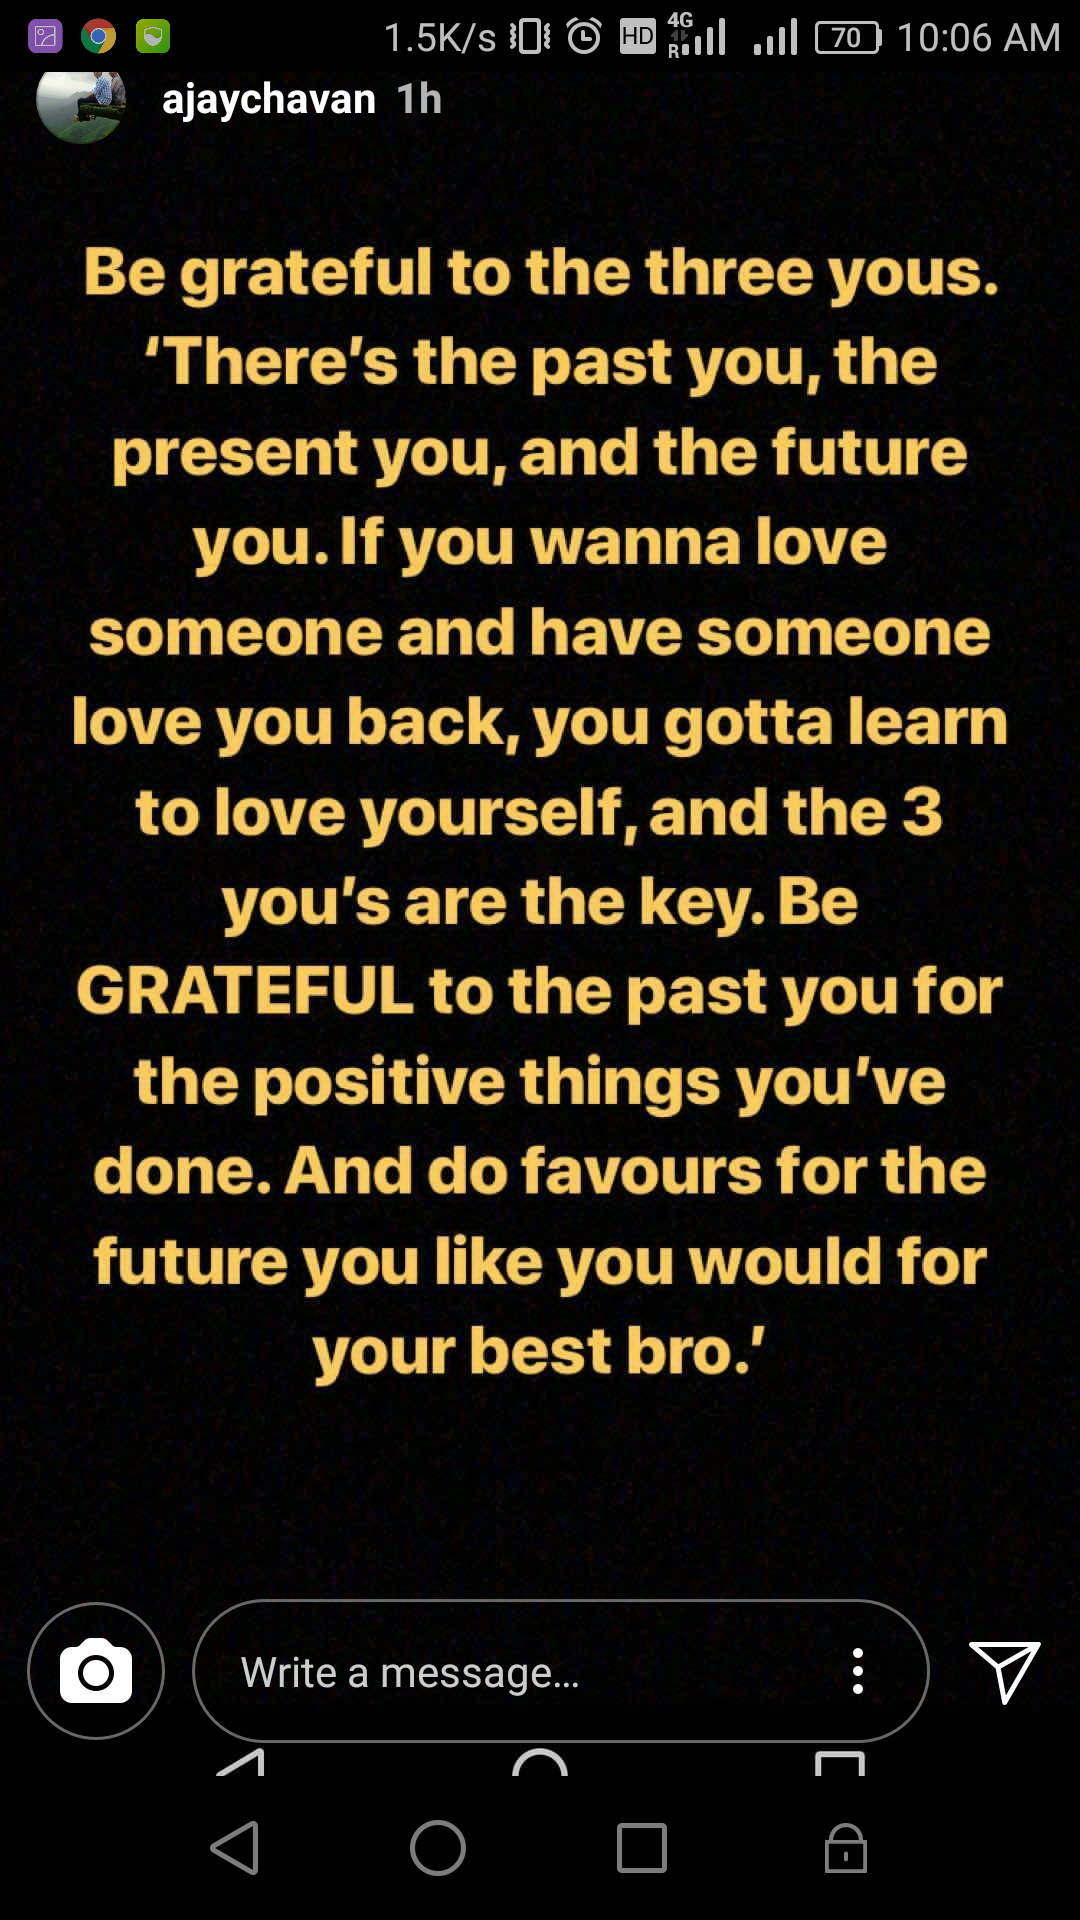 1.5K/s HD 4G R 70 10:06 AM
ajaychavan 1h
Be grateful to the three yous.
‘There’s the past you, the
present you, and the future
you. If you wanna love
someone and have someone
love you back, you gotta learn
to love yourself, and the 3
you’s are the key. Be
GRATEFUL to the past you for
the positive things you’ve
done. And do favours for the
future you like you would for
your best bro.’
Write a message...